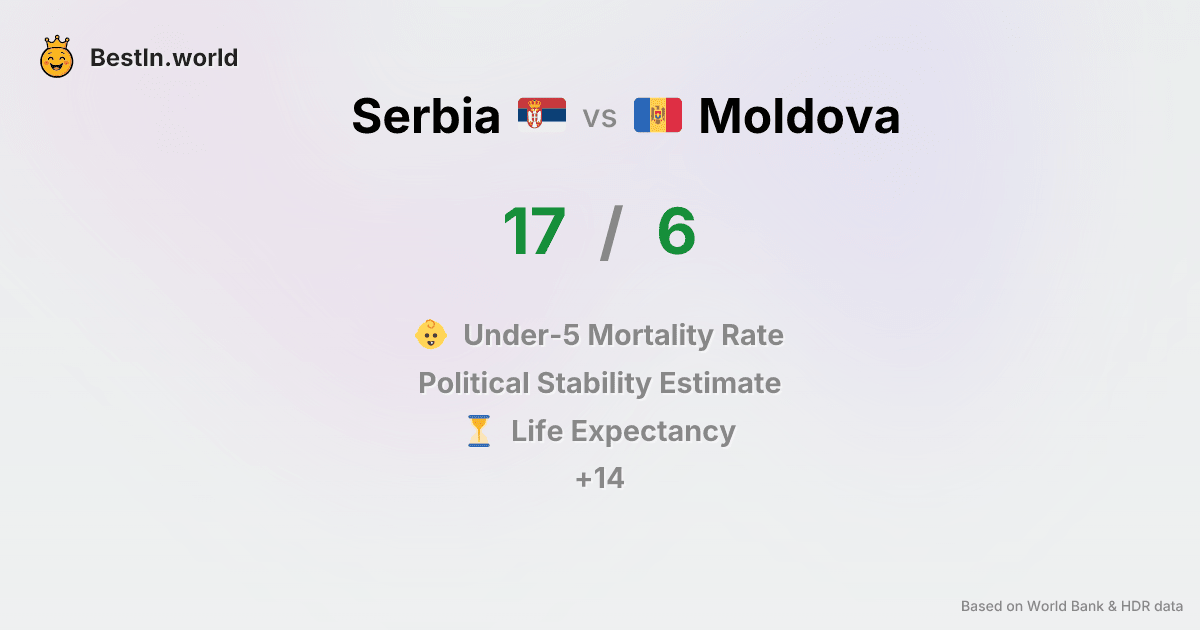 BestIn.world
Serbia vs Moldova
17 / 6
Under-5 Mortality Rate
Political Stability Estimate
Life Expectancy
+14
Based on World Bank & HDR data